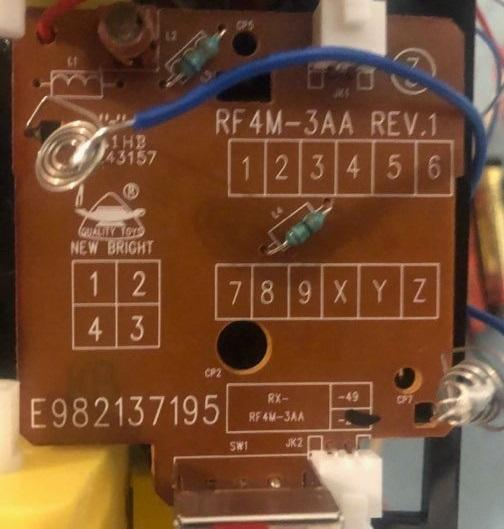 L2
CP5
L1
3
JK1
RF4M-3AA REV.1
1HB
43157
1 2 3 4 5 6
®
QUALITY TOYS
NEW BRIGHT
L4
1 2
4 3
7 8 9 X Y Z
CP2
CP7
E982137195
RX-
RF4M-3AA
-49
SW1
JK2